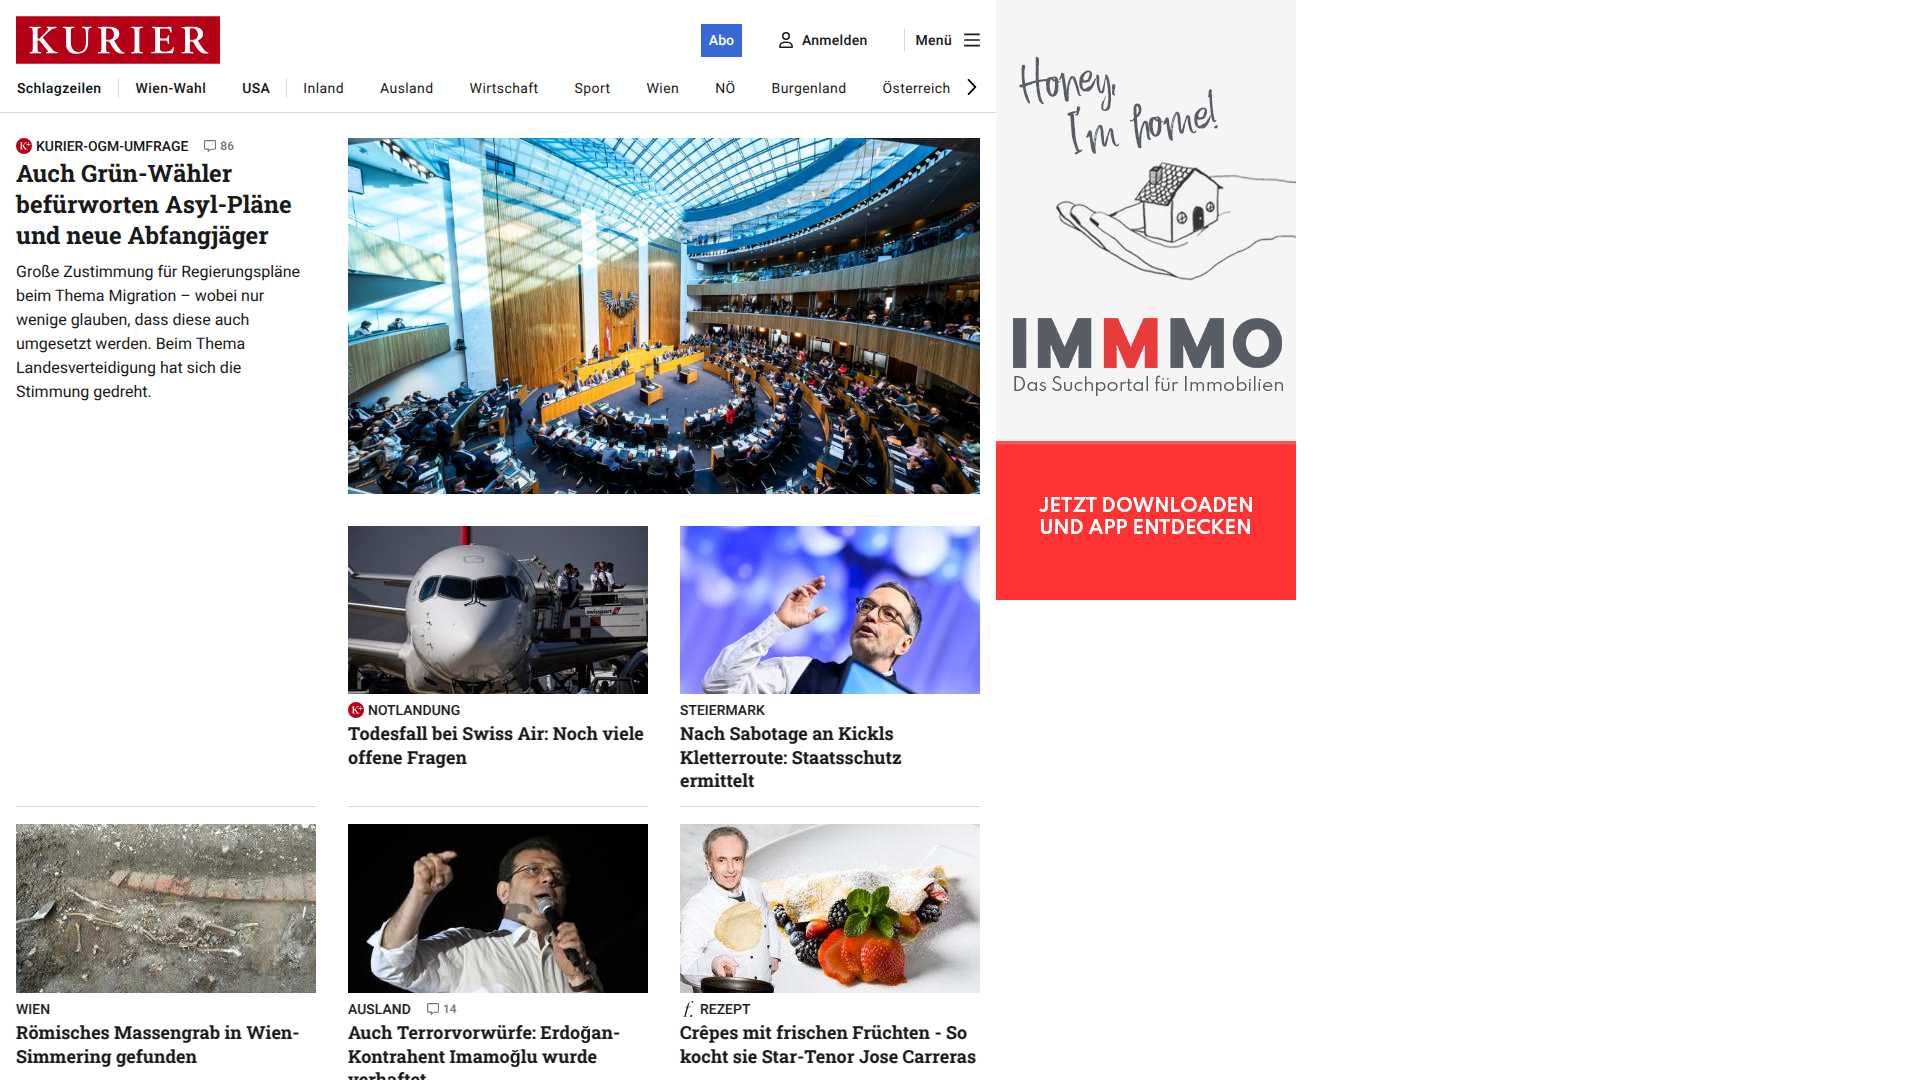 KURIER
Abo
Anmelden
Menü
Schlagzeilen
Wien-Wahl
USA
Inland
Ausland
Wirtschaft
Sport
Wien
NÖ
Burgenland
Österreich
KURIER-OGM-UMFRAGE 86
Auch Grün-Wähler
befürworten Asyl-Pläne
und neue Abfangjäger
Große Zustimmung für Regierungspläne
beim Thema Migration – wobei nur
wenige glauben, dass diese auch
umgesetzt werden. Beim Thema
Landesverteidigung hat sich die
Stimmung gedreht.
swissport
NOTLANDUNG
Todesfall bei Swiss Air: Noch viele
offene Fragen
STEIERMARK
Nach Sabotage an Kickls
Kletterroute: Staatsschutz
ermittelt
WIEN
Römisches Massengrab in Wien-
Simmering gefunden
AUSLAND 14
Auch Terrorvorwürfe: Erdoğan-
Kontrahent Imamoğlu wurde
verhaftet
f. REZEPT
Crêpes mit frischen Früchten - So
kocht sie Star-Tenor Jose Carreras
Honey,
I'm home!
IMMMO
Das Suchportal für Immobilien
JETZT DOWNLOADEN
UND APP ENTDECKEN